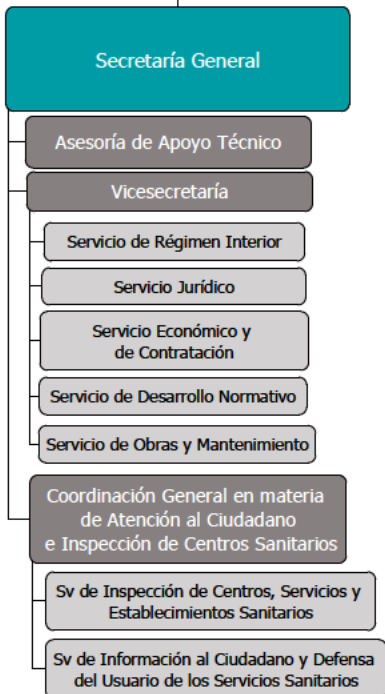 Secretaría General
Asesoría de Apoyo Técnico
Vicesecretaría
Servicio de Régimen Interior
Servicio Jurídico
Servicio Económico y
de Contratación
Servicio de Desarrollo Normativo
Servicio de Obras y Mantenimiento
Coordinación General en materia
de Atención al Ciudadano
e Inspección de Centros Sanitarios
Sv de Inspección de Centros, Servicios y
Establecimientos Sanitarios
Sv de Información al Ciudadano y Defensa
del Usuario de los Servicios Sanitarios